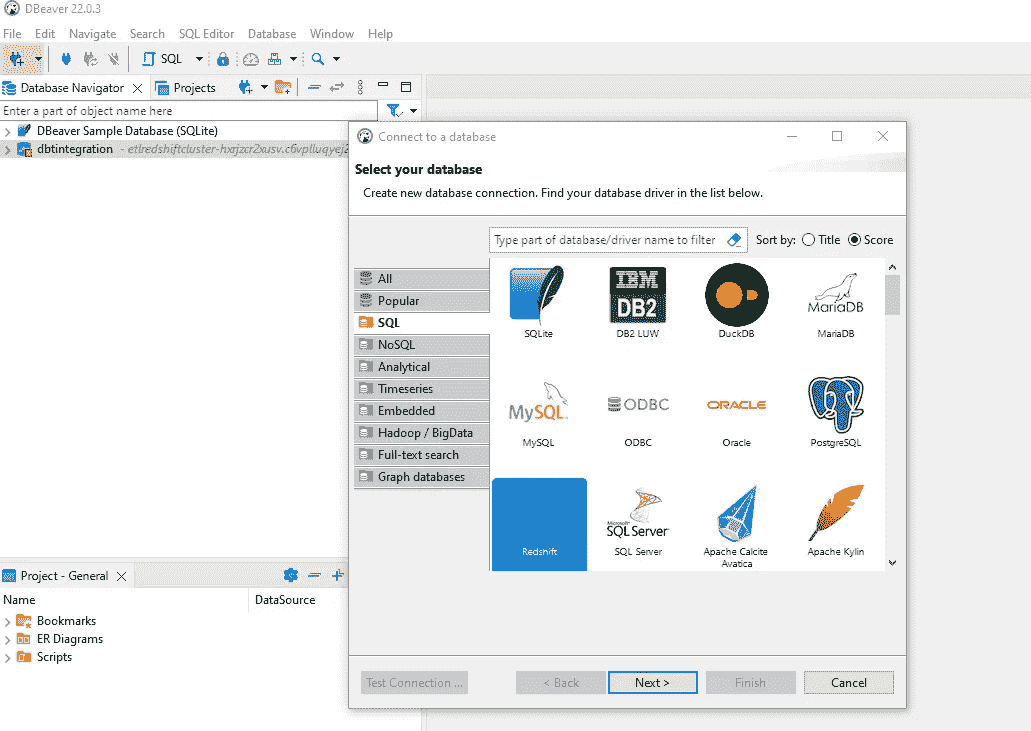 DBeaver 22.0.3
File Edit Navigate Search SQL Editor Database Window Help
SQL
Database Navigator Projects
Enter a part of object name here
DBeaver Sample Database (SQLite)
dbtintegration - etlredshiftcluster-
Connect to a database
Select your database
Create new database connection. Find your database driver in the list below.
Type part of database/driver name to filter Sort by: Title Score
All
Popular
SQL
NoSQL
Analytical
Timeseries
Embedded
Hadoop / BigData
Full-text search
Graph databases
IBM DB2 MariaDB
SQLite DB2 LUW DuckDB MariaDB
MySQL ODBC ORACLE
MySQL ODBC Oracle PostgreSQL
Microsoft SQL Server
Redshift SQL Server Apache Calcite Avatica Apache Kylin
Project - General
Name DataSource
Bookmarks
ER Diagrams
Scripts
Test Connection ... < Back Next > Finish Cancel